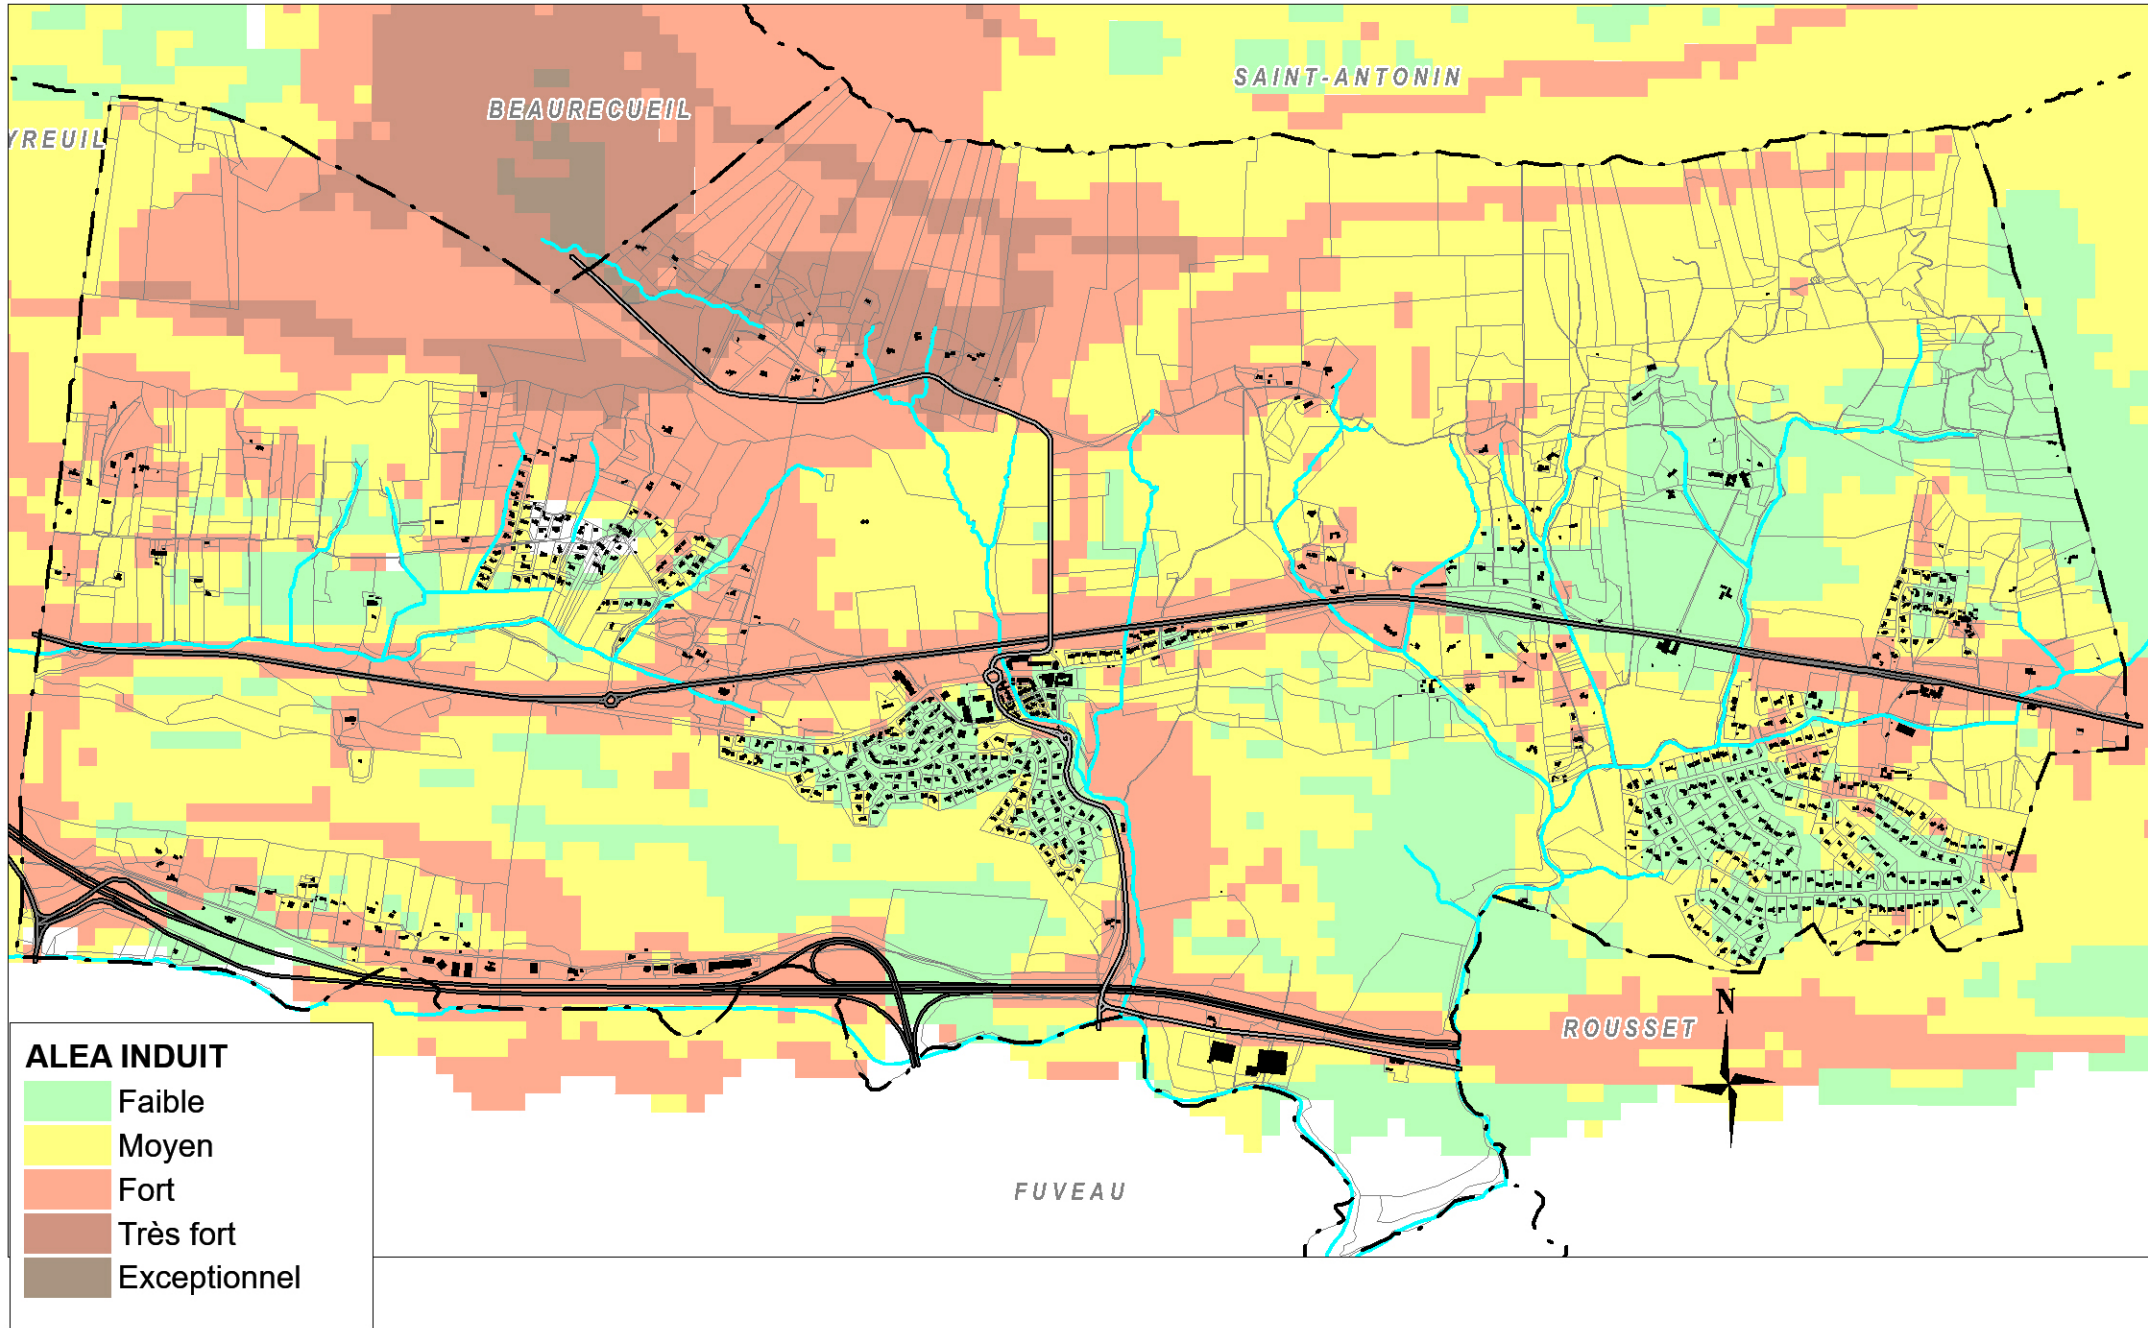 SAINT-ANTONIN
BEAURECUEIL
YREUIL
N
ROUSSET
FUVEAU
ALEA INDUIT
Faible
Moyen
Fort
Très fort
Exceptionnel